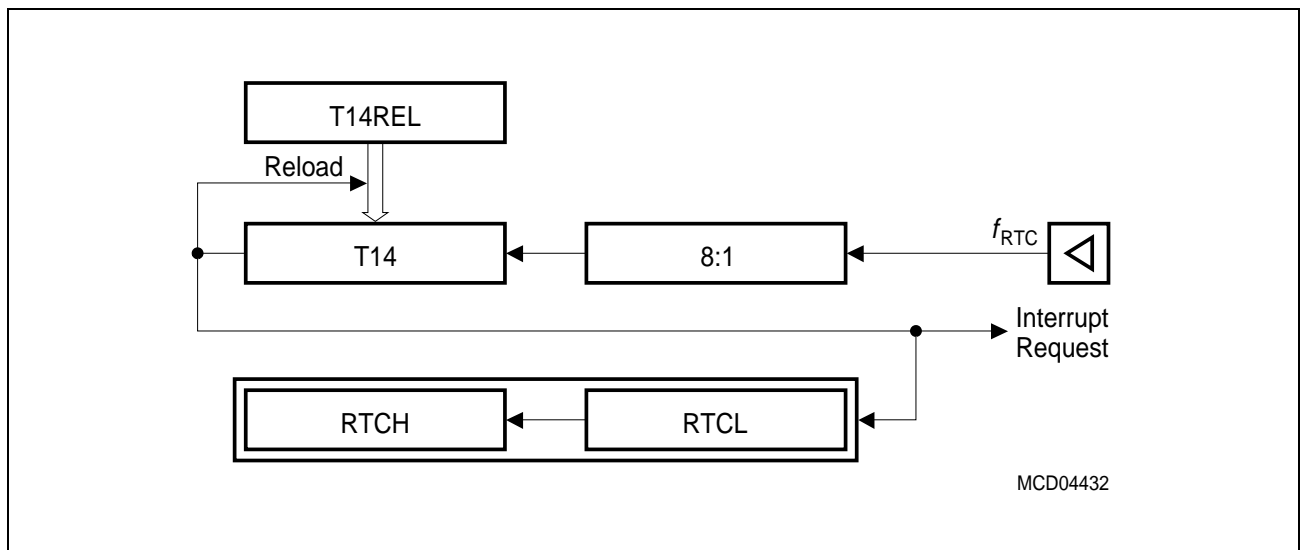 T14REL
Reload
T14
8:1
fRTC
Interrupt
Request
RTCH
RTCL
MCD04432